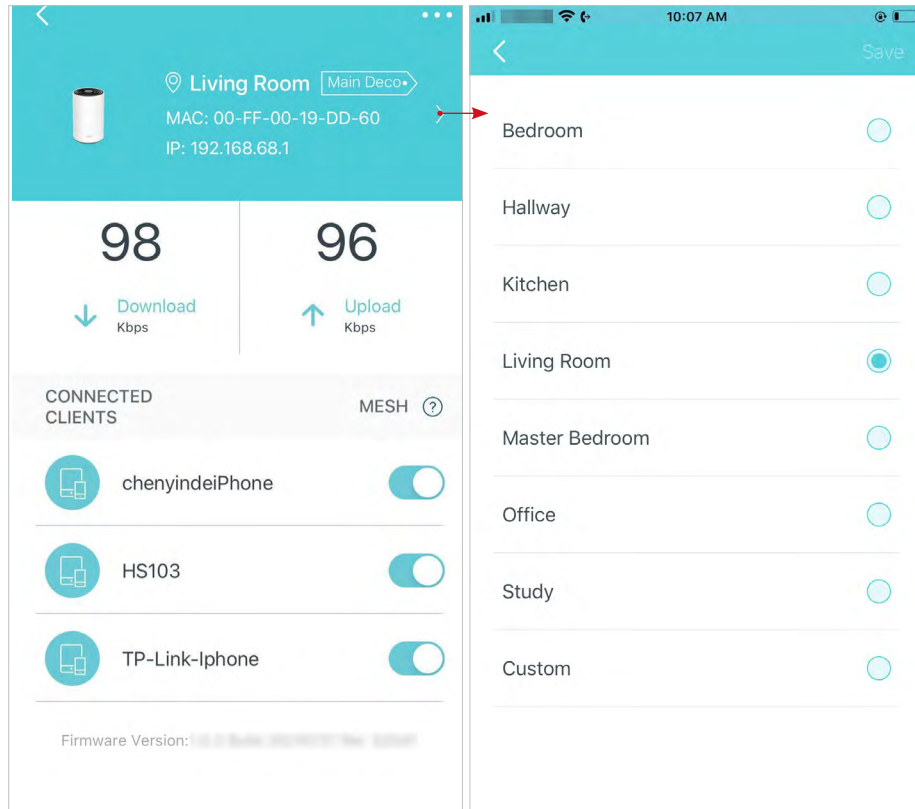 Living Room Main Deco
MAC: 00-FF-00-19-DD-60
IP: 192.168.68.1
98
Download
Kbps
96
Upload
Kbps
CONNECTED
CLIENTS
MESH ?
chenyindeiPhone
HS103
TP-Link-Iphone
Firmware Version:
10:07 AM
Save
Bedroom
Hallway
Kitchen
Living Room
Master Bedroom
Office
Study
Custom